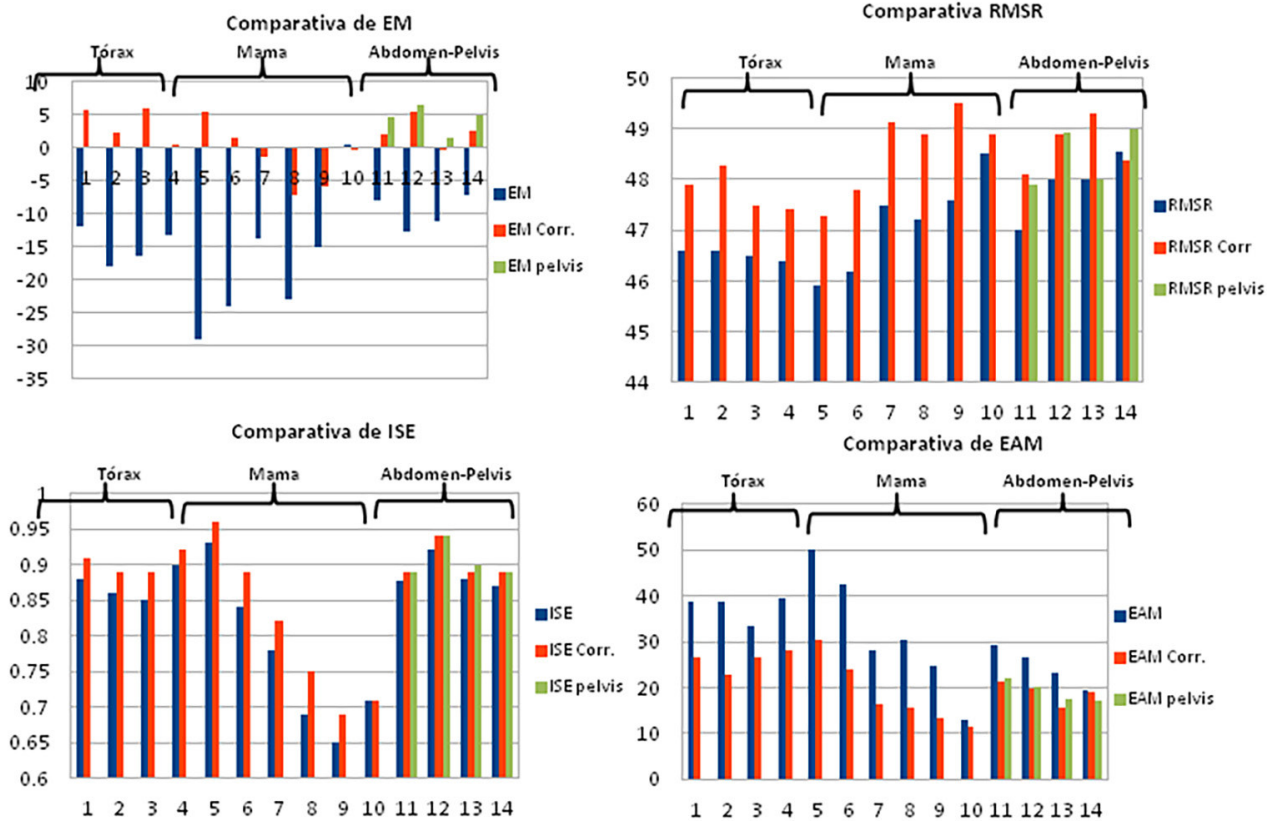 Comparativa de EM
Tórax Mama Abdomen-Pelvis
10
5
0
-5
-10
-15
-20
-25
-30
-35
1 2 3 4 5 6 7 8 9 10 11 12 13 14
EM
EM Corr.
EM pelvis
Comparativa RMSR
Tórax Mama Abdomen-Pelvis
50
49
48
47
46
45
44
1 2 3 4 5 6 7 8 9 10 11 12 13 14
RMSR
RMSR Corr
RMSR pelvis
Comparativa de ISE
Tórax Mama Abdomen-Pelvis
1
0.95
0.9
0.85
0.8
0.75
0.7
0.65
0.6
1 2 3 4 5 6 7 8 9 10 11 12 13 14
ISE
ISE Corr.
ISE pelvis
Comparativa de EAM
Tórax Mama Abdomen-Pelvis
60
50
40
30
20
10
0
1 2 3 4 5 6 7 8 9 10 11 12 13 14
EAM
EAM Corr.
EAM pelvis